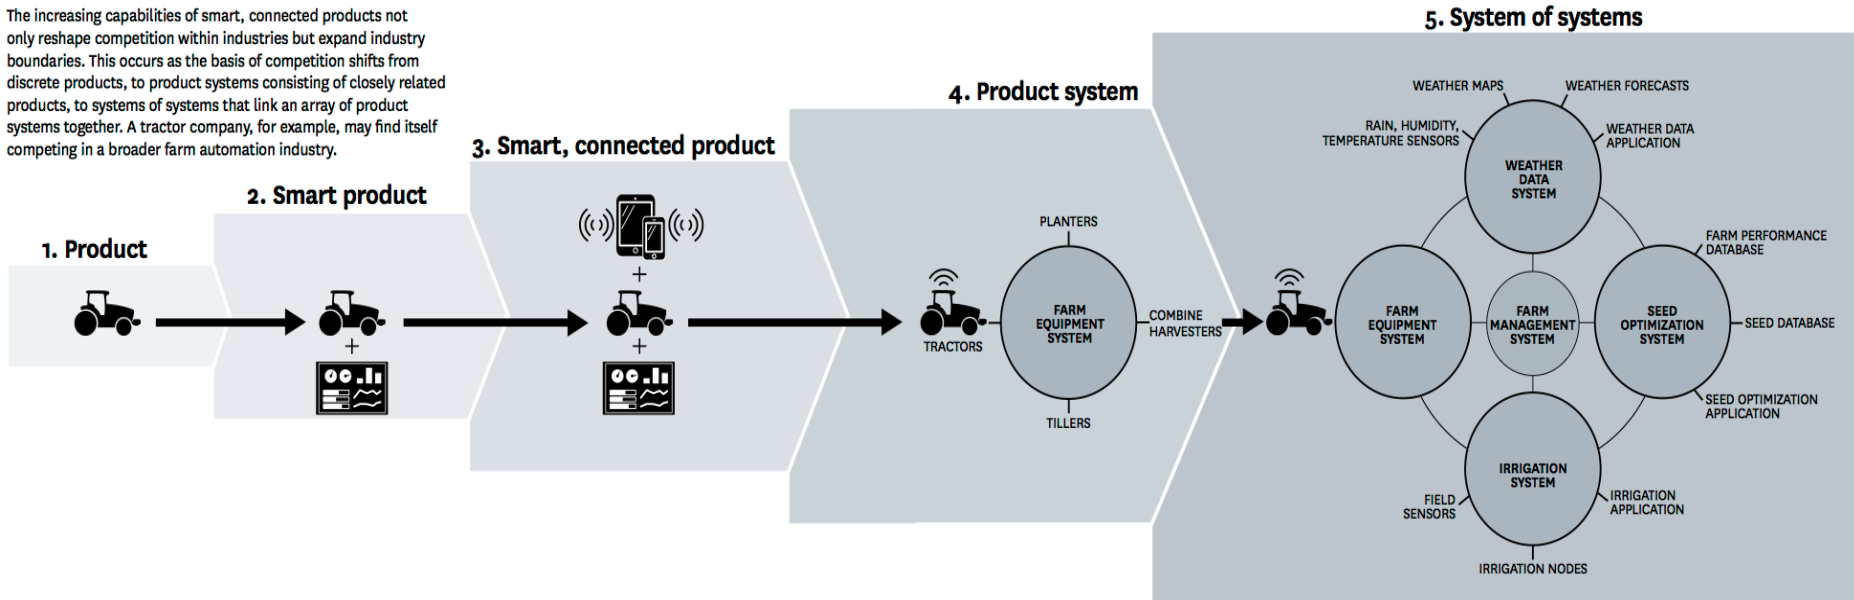 The increasing capabilities of smart, connected products not
only reshape competition within industries but expand industry
boundaries. This occurs as the basis of competition shifts from
discrete products, to product systems consisting of closely related
products, to systems of systems that link an array of product
systems together. A tractor company, for example, may find itself
competing in a broader farm automation industry.
1. Product
2. Smart product
3. Smart, connected product
4. Product system
PLANTERS
TRACTORS
FARM
EQUIPMENT
SYSTEM
COMBINE
HARVESTERS
TILLERS
5. System of systems
WEATHER MAPS
WEATHER FORECASTS
RAIN, HUMIDITY,
TEMPERATURE SENSORS
WEATHER DATA
APPLICATION
WEATHER
DATA
SYSTEM
FARM PERFORMANCE
DATABASE
FARM
EQUIPMENT
SYSTEM
FARM
MANAGEMENT
SYSTEM
SEED
OPTIMIZATION
SYSTEM
SEED DATABASE
SEED OPTIMIZATION
APPLICATION
IRRIGATION
SYSTEM
FIELD
SENSORS
IRRIGATION
APPLICATION
IRRIGATION NODES